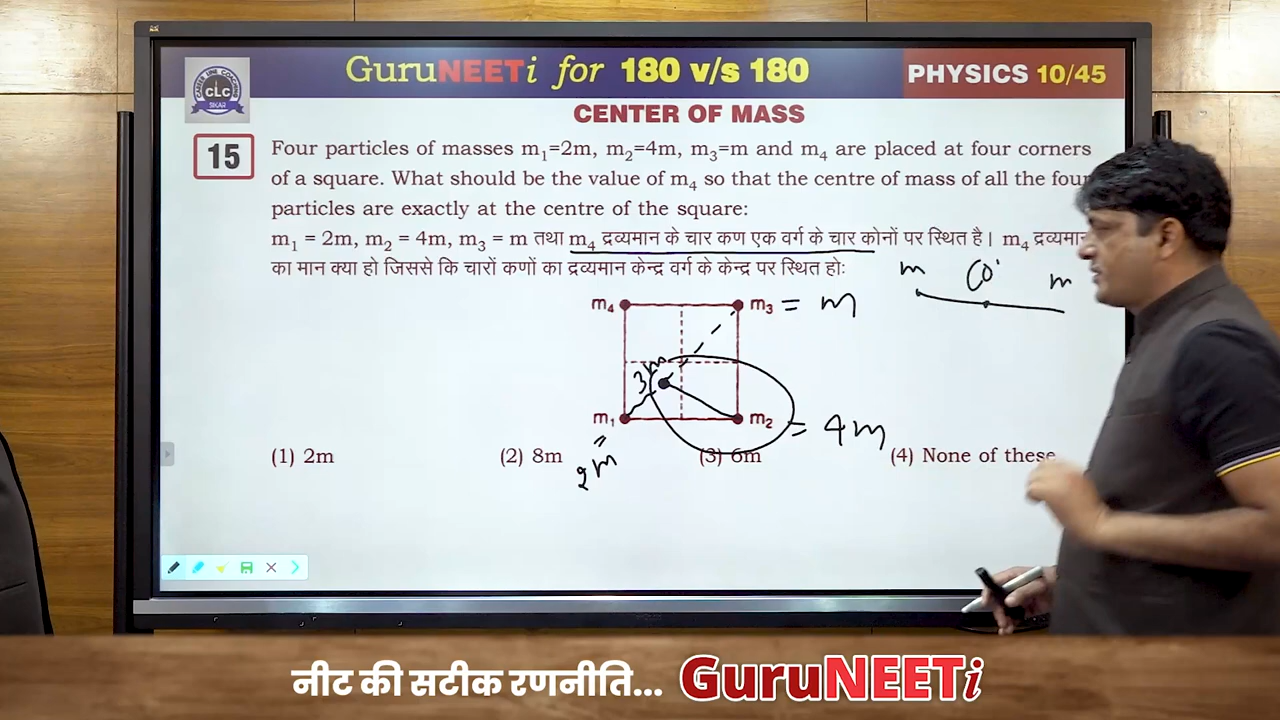 GuruNEETi for 180 v/s 180
PHYSICS 10/45
CLC
SIKAR
CENTER OF MASS
15
Four particles of masses m₁=2m, m₂=4m, m₃=m and m₄ are placed at four corners
of a square. What should be the value of m₄ so that the centre of mass of all the four
particles are exactly at the centre of the square:
m₁ = 2m, m₂ = 4m, m₃ = m तथा m₄ द्रव्यमान के चार कण एक वर्ग के चार कोनों पर स्थित है। m₄ द्रव्यमान
का मान क्या हो जिससे कि चारों कणों का द्रव्यमान केन्द्र वर्ग के केन्द्र पर स्थित हो:
m m
m₄ m₃ = m
3m
m₁ m₂ = 4m
= 2m
(1) 2m (2) 8m (3) 6m (4) None of these
नीट की सटीक रणनीति... GuruNEETi